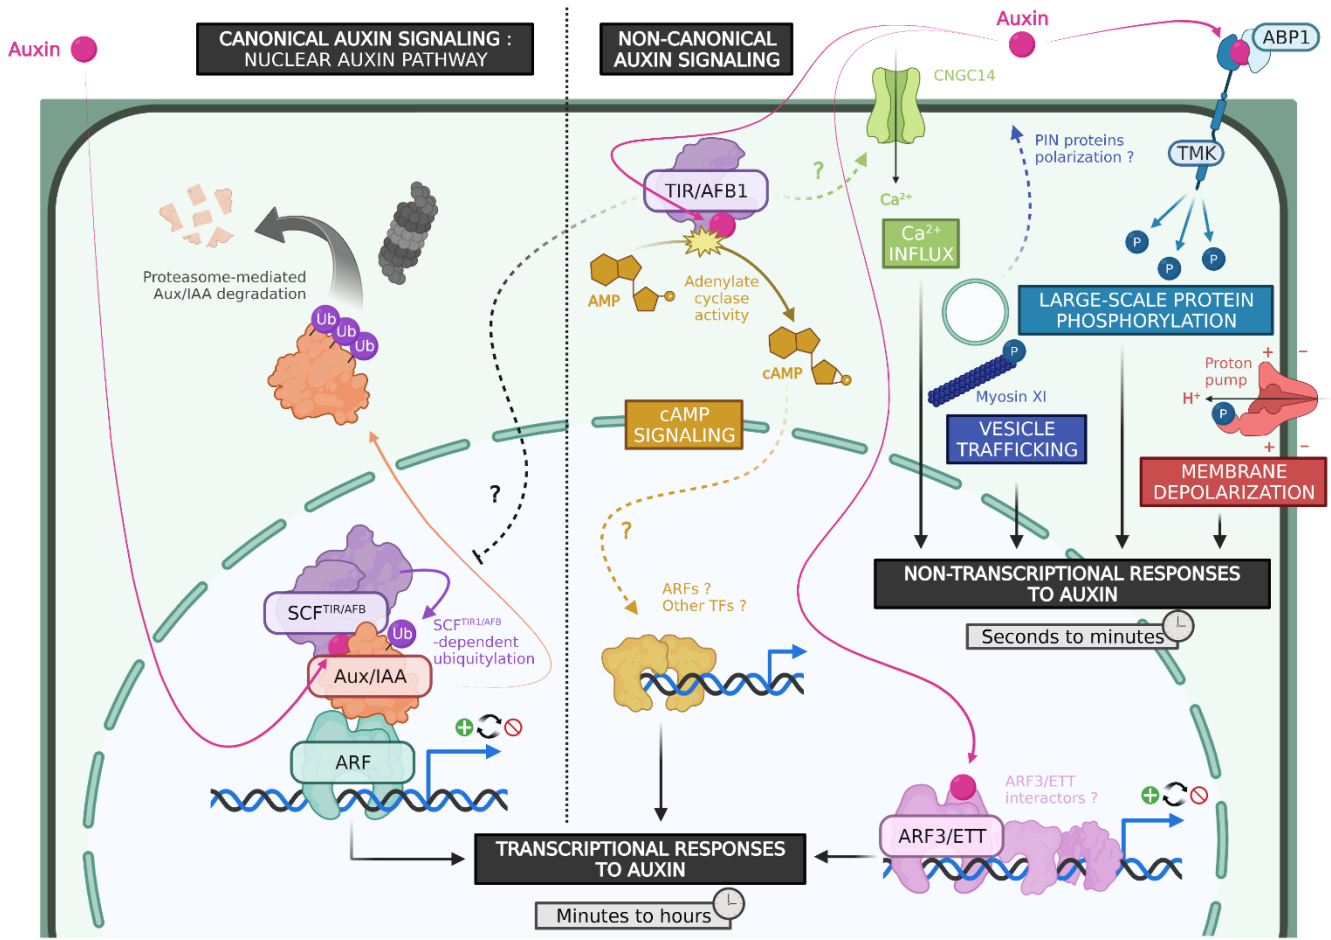 Auxin
CANONICAL AUXIN SIGNALING :
NUCLEAR AUXIN PATHWAY
NON-CANONICAL
AUXIN SIGNALING
Auxin
ABP1
CNGC14
TMK
PIN proteins
polarization ?
P
P
P
?
TIR/AFB1
Ca²⁺
Ca²⁺
INFLUX
Proteasome-mediated
Aux/IAA degradation
Ub
Ub
Ub
AMP
P
Adenylate
cyclase
activity
cAMP
P
LARGE-SCALE PROTEIN
PHOSPHORYLATION
P
Myosin XI
VESICLE
TRAFFICKING
Proton
pump
+ −
H⁺
P
+ −
MEMBRANE
DEPOLARIZATION
cAMP
SIGNALING
?
?
NON-TRANSCRIPTIONAL RESPONSES
TO AUXIN
Seconds to minutes
SCFᵀᴵᴿ/ᴬᶠᴮ
Ub
SCFᵀᴵᴿ¹/ᴬᶠᴮ
-dependent
ubiquitylation
Aux/IAA
ARF
+
ARFs ?
Other TFs ?
ARF3/ETT
interactors ?
+
ARF3/ETT
TRANSCRIPTIONAL RESPONSES
TO AUXIN
Minutes to hours